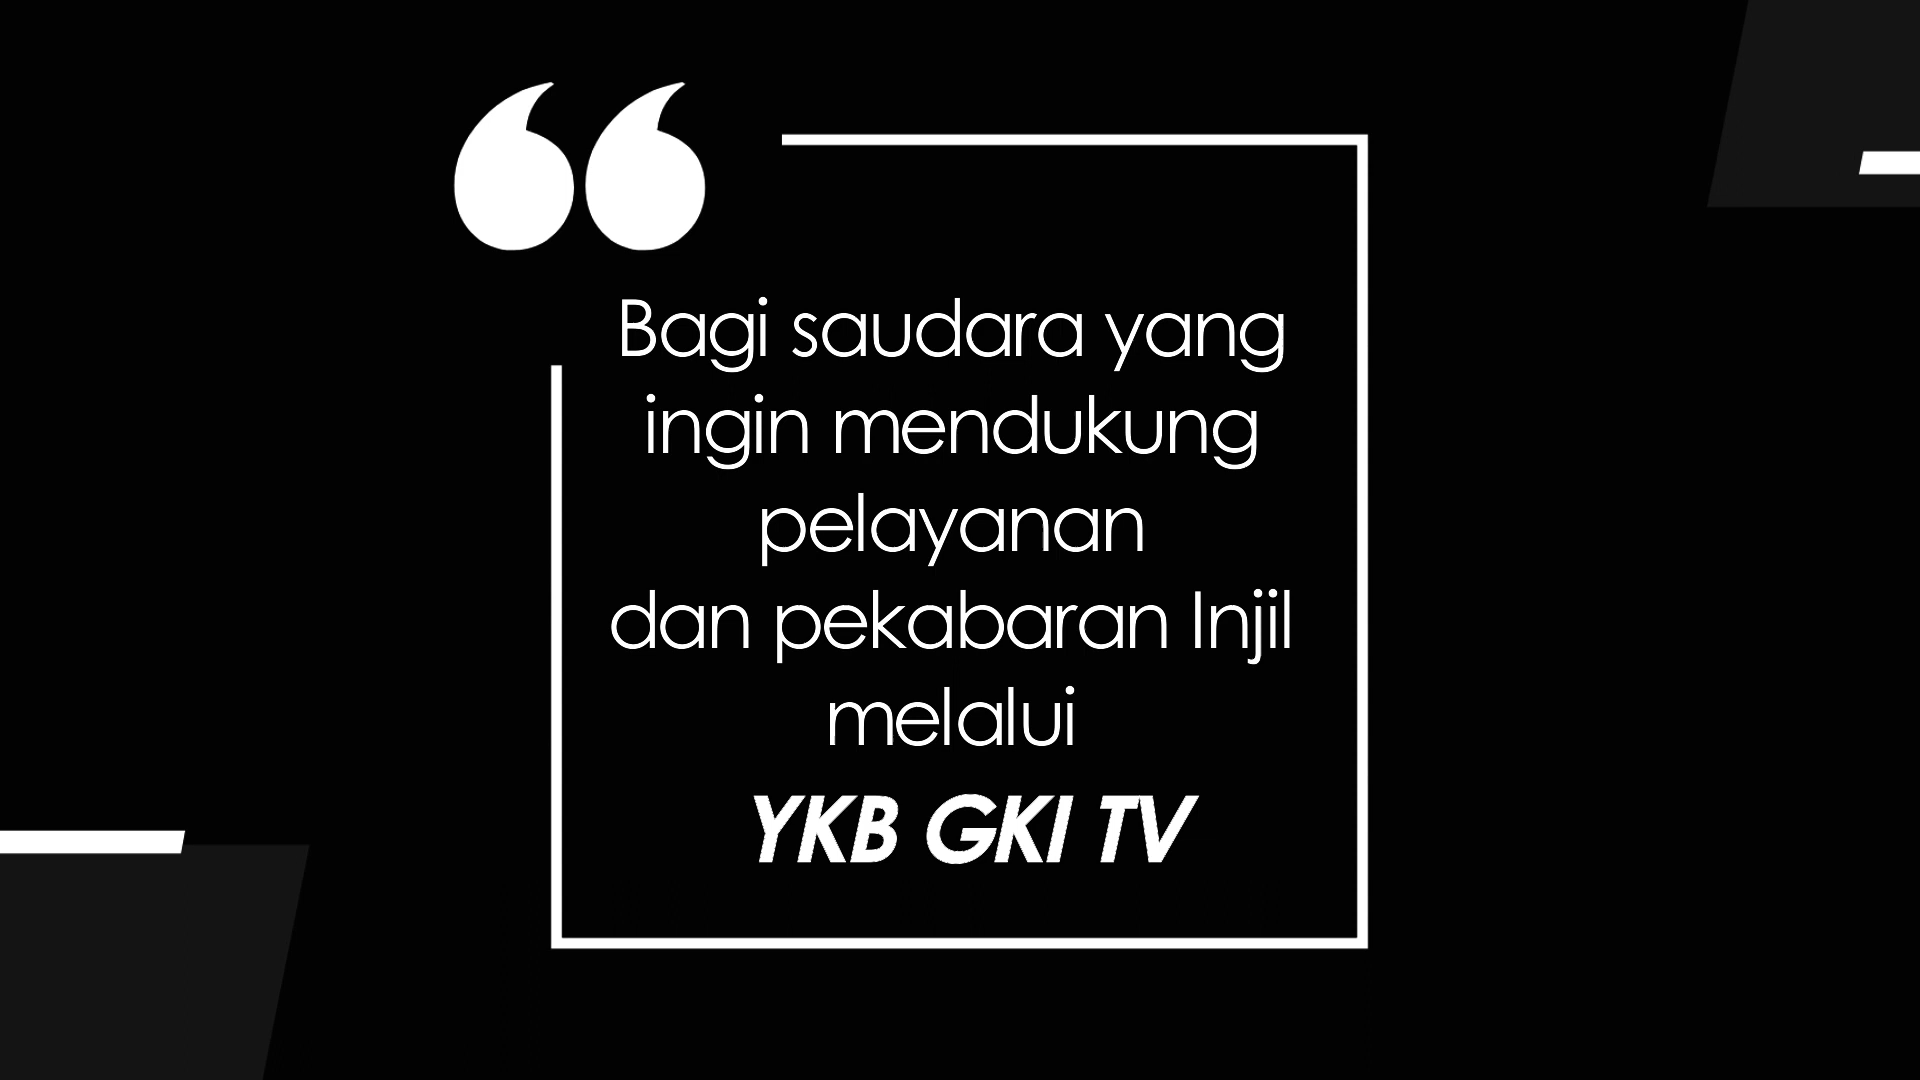 Bagi saudara yang
ingin mendukung
pelayanan
dan pekabaran Injil
melalui
YKB GKI TV